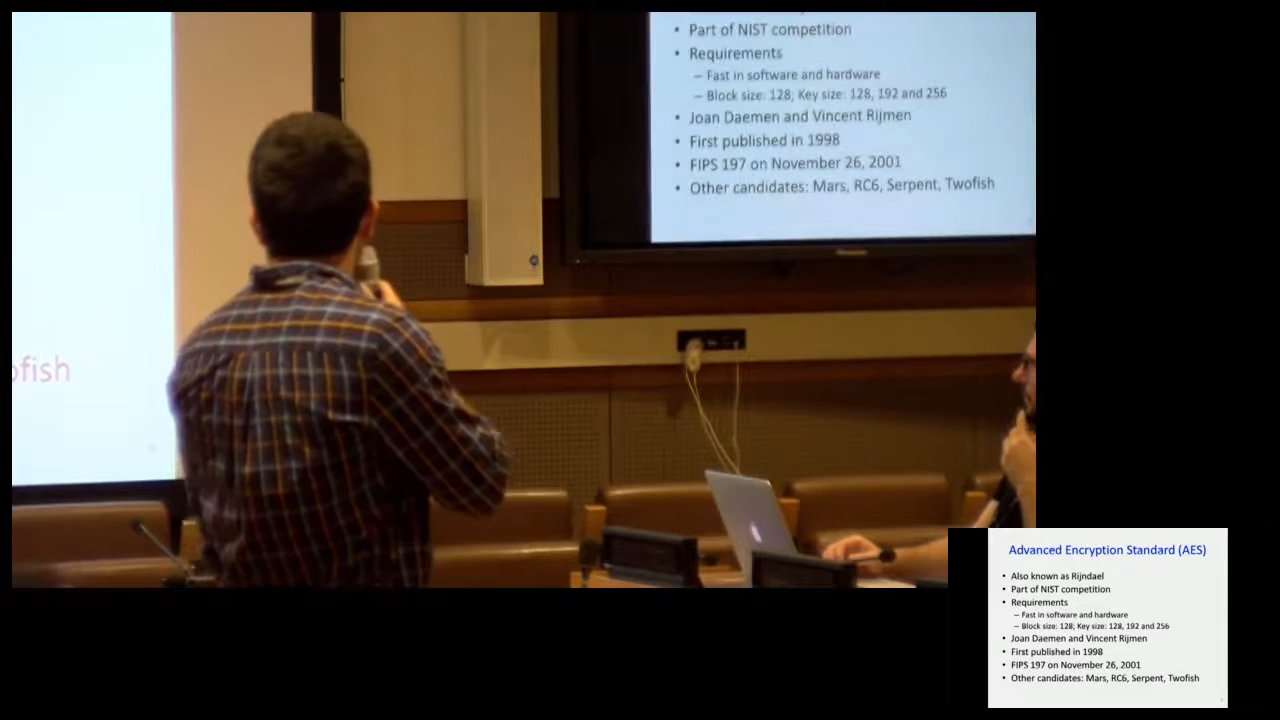 • Part of NIST competition
• Requirements
– Fast in software and hardware
– Block size: 128; Key size: 128, 192 and 256
• Joan Daemen and Vincent Rijmen
• First published in 1998
• FIPS 197 on November 26, 2001
• Other candidates: Mars, RC6, Serpent, Twofish
ofish
Advanced Encryption Standard (AES)
• Also known as Rijndael
• Part of NIST competition
• Requirements
– Fast in software and hardware
– Block size: 128; Key size: 128, 192 and 256
• Joan Daemen and Vincent Rijmen
• First published in 1998
• FIPS 197 on November 26, 2001
• Other candidates: Mars, RC6, Serpent, Twofish